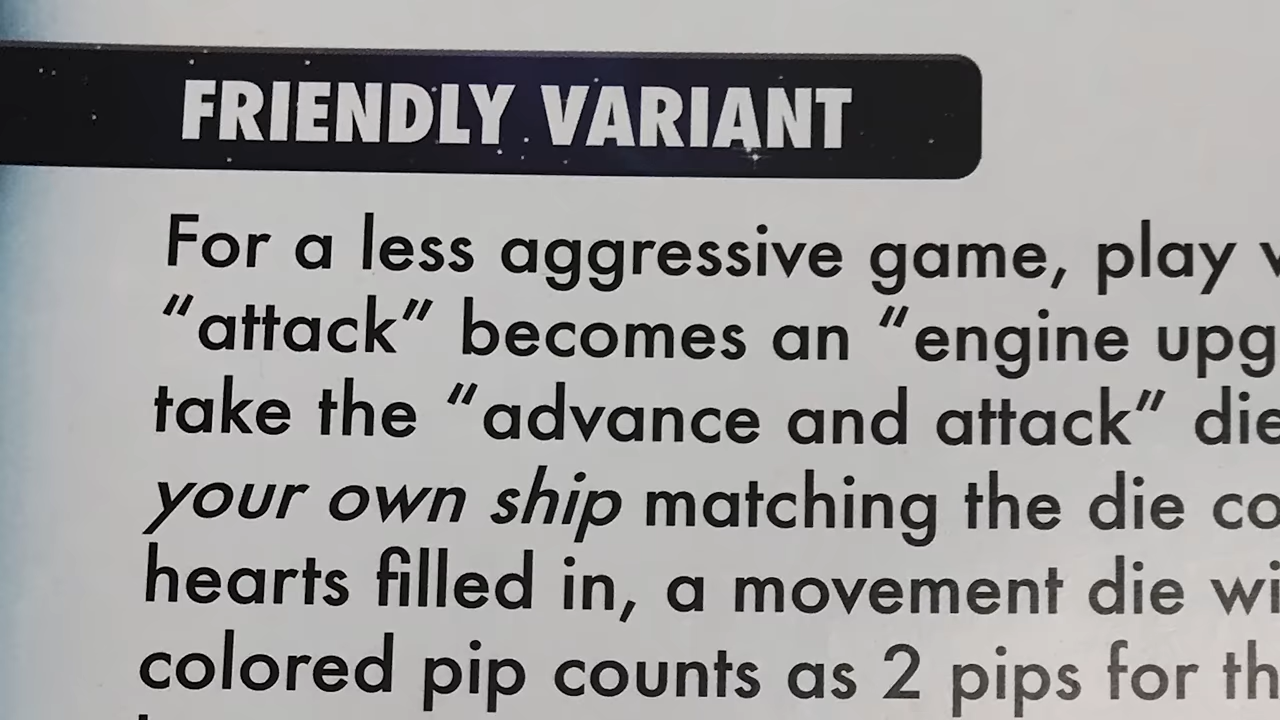 FRIENDLY VARIANT
For a less aggressive game, play
“attack” becomes an “engine upg
take the “advance and attack” die
your own ship matching the die co
hearts filled in, a movement die wi
colored pip counts as 2 pips for th